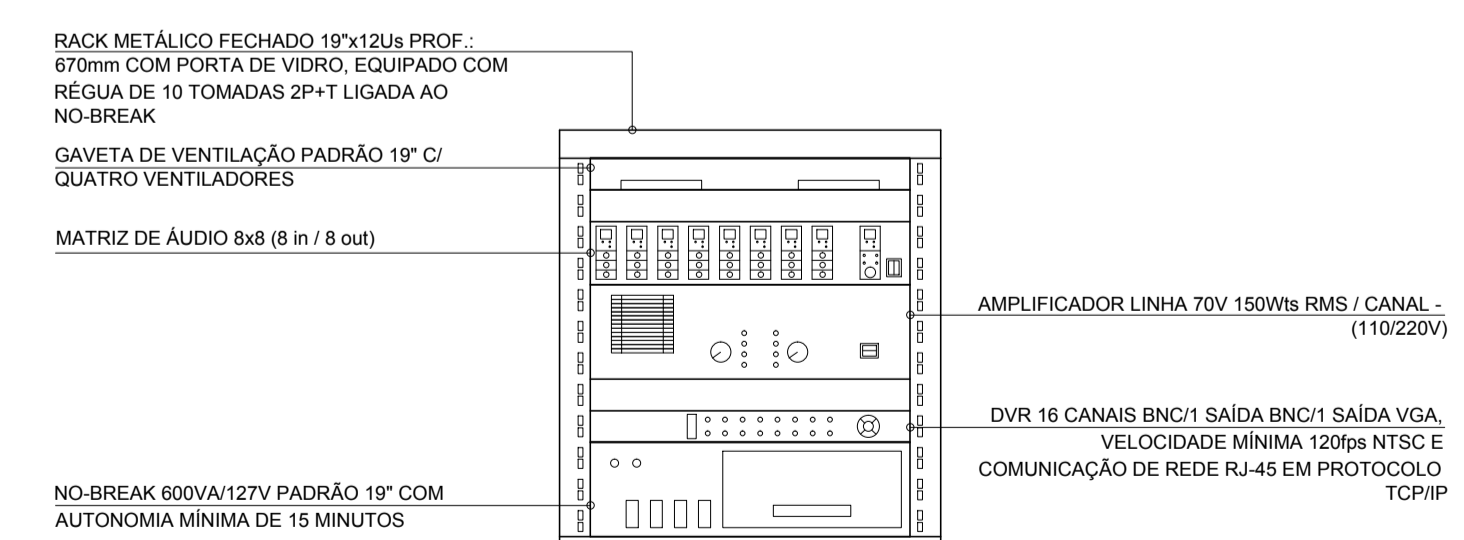 RACK METÁLICO FECHADO 19"x12Us PROF.:
670mm COM PORTA DE VIDRO, EQUIPADO COM
RÉGUA DE 10 TOMADAS 2P+T LIGADA AO
NO-BREAK
GAVETA DE VENTILAÇÃO PADRÃO 19" C/
QUATRO VENTILADORES
MATRIZ DE ÁUDIO 8x8 (8 in / 8 out)
NO-BREAK 600VA/127V PADRÃO 19" COM
AUTONOMIA MÍNIMA DE 15 MINUTOS
AMPLIFICADOR LINHA 70V 150Wts RMS / CANAL -
(110/220V)
DVR 16 CANAIS BNC/1 SAÍDA BNC/1 SAÍDA VGA,
VELOCIDADE MÍNIMA 120fps NTSC E
COMUNICAÇÃO DE REDE RJ-45 EM PROTOCOLO
TCP/IP